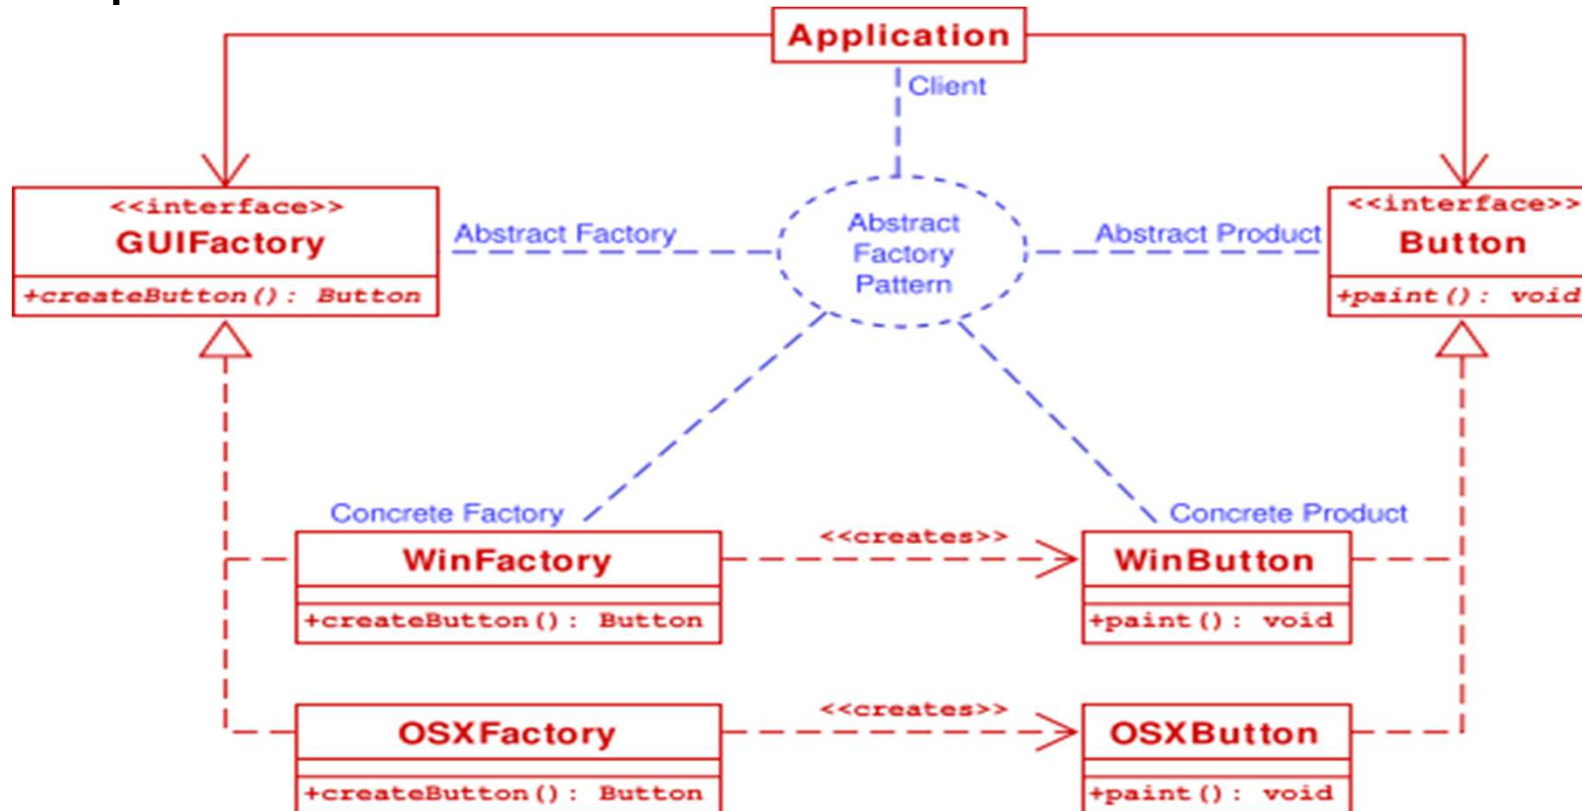 Application
Client
<<interface>>
GUIFactory
+createButton(): Button
Abstract Factory
Abstract
Factory
Pattern
Abstract Product
<<interface>>
Button
+paint(): void
Concrete Factory
WinFactory
+createButton(): Button
<<creates>>
Concrete Product
WinButton
+paint(): void
OSXFactory
+createButton(): Button
<<creates>>
OSXButton
+paint(): void